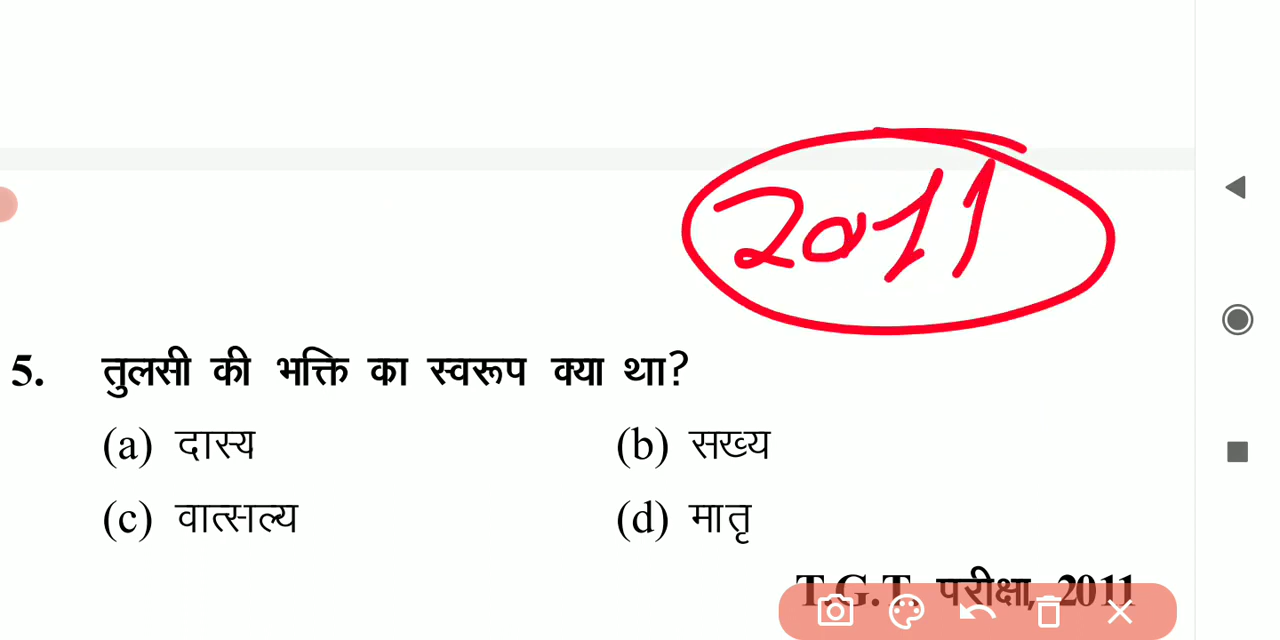 2011
5. तुलसी की भक्ति का स्वरूप क्या था?
(a) दास्य (b) सख्य
(c) वात्सल्य (d) मातृ
T.G.T. परीक्षा, 2011